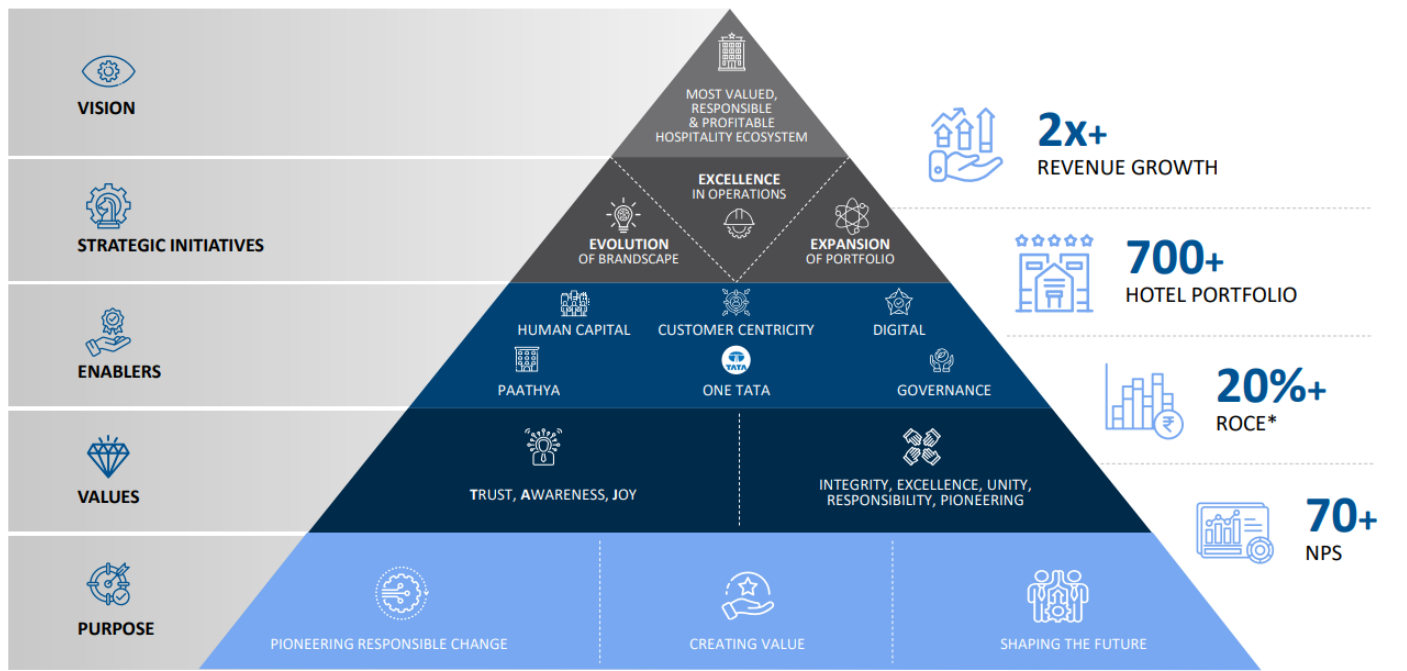 VISION
MOST VALUED,
RESPONSIBLE
& PROFITABLE
HOSPITALITY ECOSYSTEM
STRATEGIC INITIATIVES
EXCELLENCE
IN OPERATIONS
EVOLUTION
OF BRANDSCAPE
EXPANSION
OF PORTFOLIO
ENABLERS
HUMAN CAPITAL
CUSTOMER CENTRICITY
DIGITAL
PAATHYA
TATA
ONE TATA
GOVERNANCE
VALUES
TRUST, AWARENESS, JOY
INTEGRITY, EXCELLENCE, UNITY,
RESPONSIBILITY, PIONEERING
PURPOSE
PIONEERING RESPONSIBLE CHANGE
CREATING VALUE
SHAPING THE FUTURE
2x+
REVENUE GROWTH
700+
HOTEL PORTFOLIO
₹
20%+
ROCE*
70+
NPS